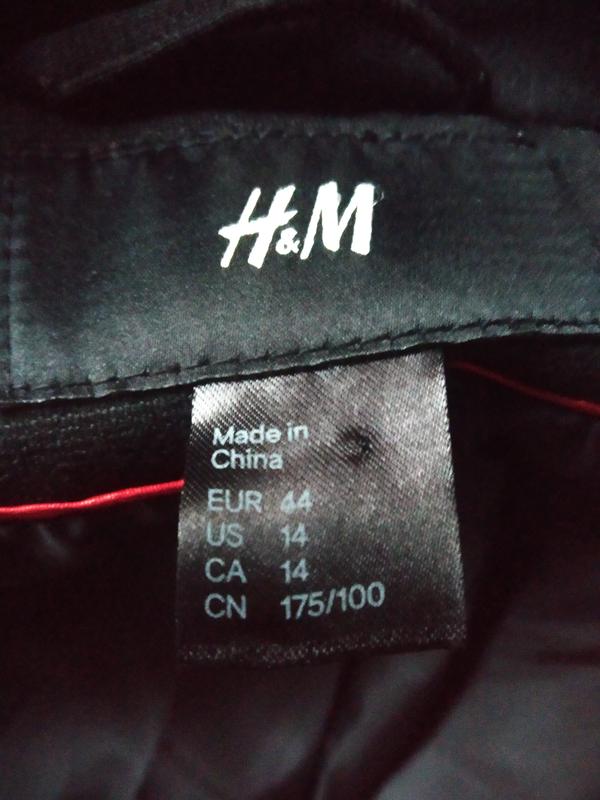 H&M
Made in
China
EUR 44
US 14
CA 14
CN 175/100